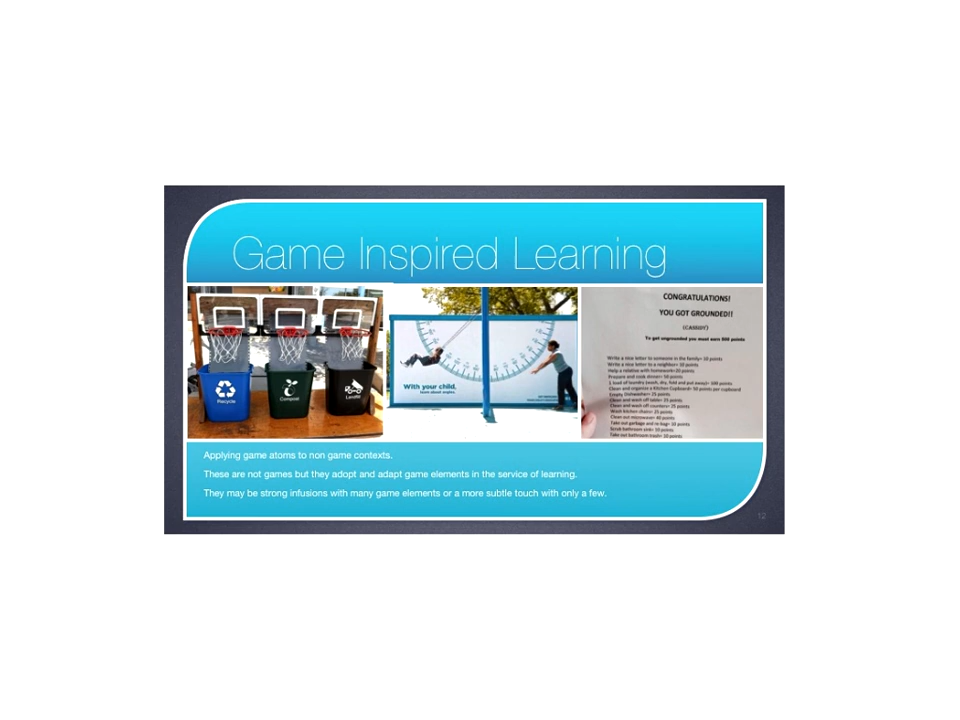 Game Inspired Learning
Recycle
Compost
With your child,
learn about angles.
CONGRATULATIONS!
YOU GOT GROUNDED!!
(CASSIDY)
To get ungrounded you must earn 500 points
Write a nice letter to someone in the family= 10 points
Write a nice letter to a neighbor= 10 points
Help a relative with homework=20 points
Prepare and cook dinner= 50 points
1 load of laundry (wash, dry, fold and put away)= 100 points
Clean and organize a Kitchen Cupboard= 50 points per cupboard
Empty Dishwasher= 25 points
Clean and wash off table= 25 points
Clean and wash off counters= 25 points
Wash kitchen chairs= 25 points
Clean out microwave= 40 points
Take out garbage and re-bag= 10 points
Scrub bathroom sink= 10 points
Take out bathroom trash= 10 points
Applying game atoms to non game contexts.
These are not games but they adopt and adapt game elements in the service of learning.
They may be strong infusions with many game elements or a more subtle touch with only a few.
12